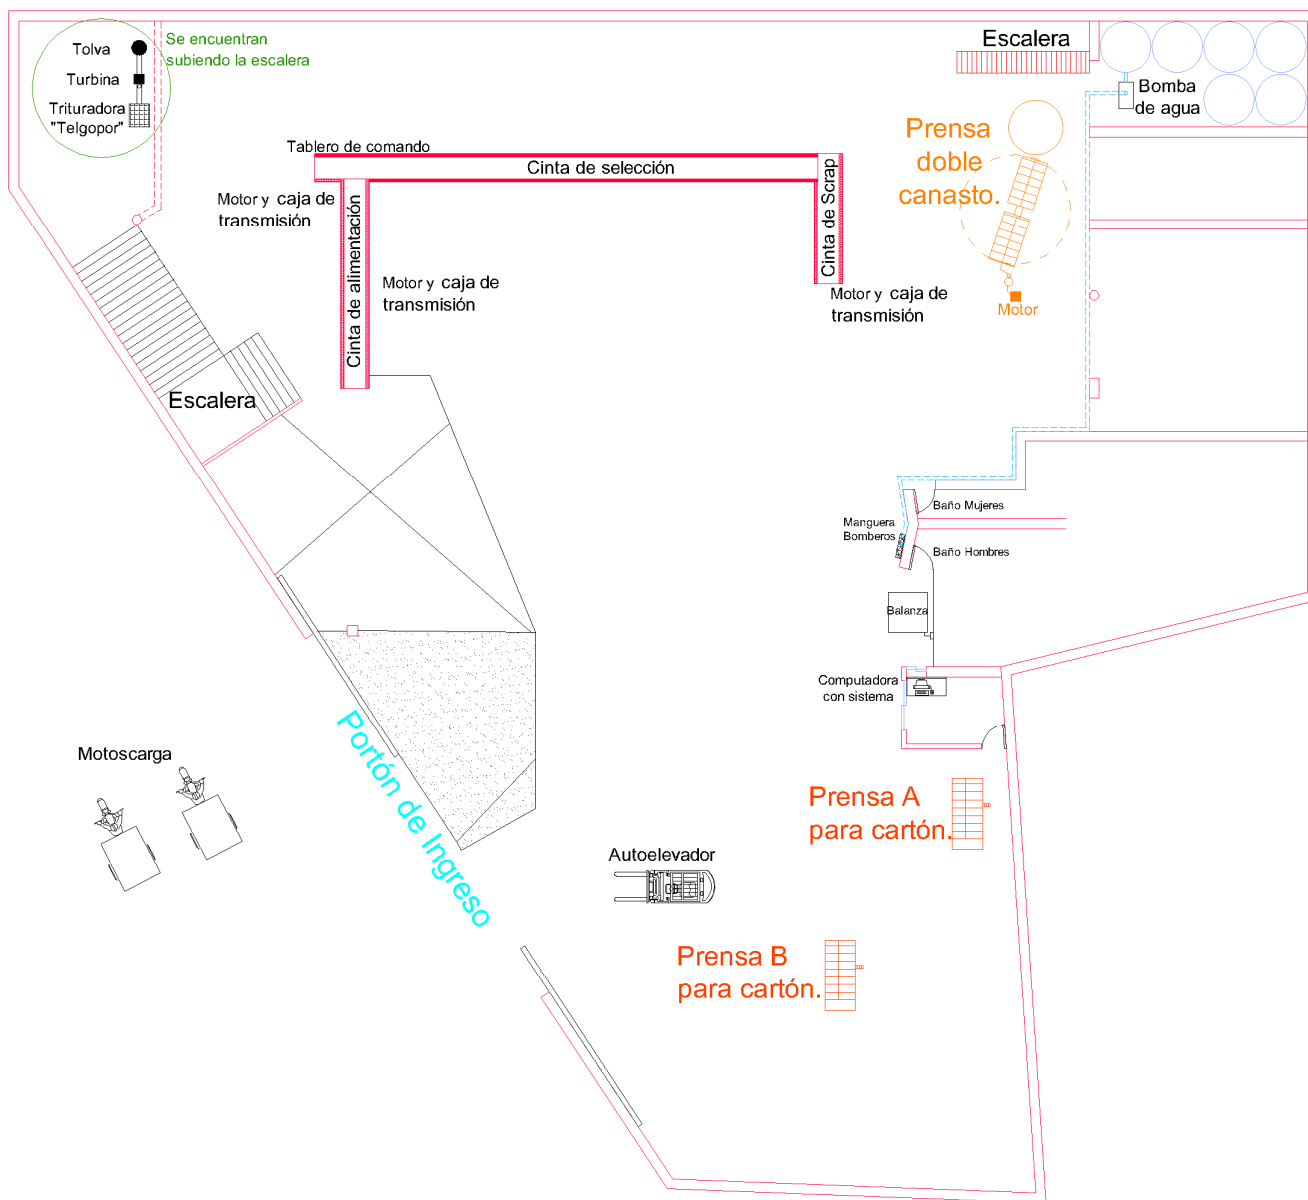 Tolva
Turbina
Trituradora
"Telgopor"
Se encuentran
subiendo la escalera
Escalera
Bomba
de agua
Prensa
doble
canasto.
Motor
Tablero de comando
Cinta de selección
Cinta de Scrap
Motor y caja de
transmisión
Cinta de alimentación
Motor y caja de
transmisión
Motor y caja de
transmisión
Escalera
Baño Mujeres
Manguera
Bomberos
Baño Hombres
Balanza
Computadora
con sistema
Portón de Ingreso
Motoscarga
Prensa A
para cartón.
Autoelevador
Prensa B
para cartón.